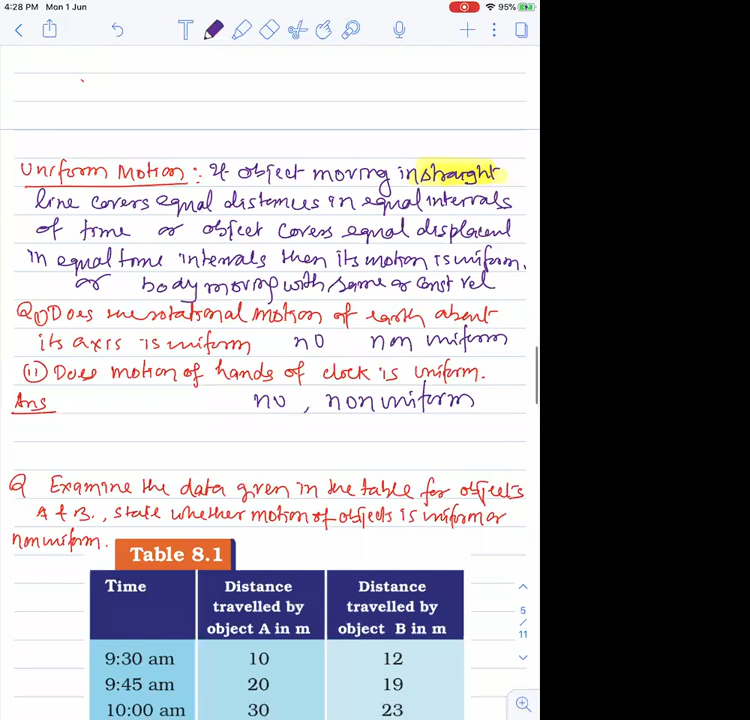 4:28 PM Mon 1 Jun 95%
Uniform Motion :: If object moving in straight
line covers equal distances in equal intervals
of time or object covers equal displacent
in equal time intervals then its motion is uniform.
or body moving with same or const vel
Q (i) Does the rotational motion of earth about
its axis is uniform no non uniform
(ii) Does motion of hands of clock is uniform.
Ans no, nonuniform
Q Examine the data given in the table for objects
A & B., state whether motion of objects is uniform or
nonuniform.
Table 8.1
Time Distance travelled by object A in m Distance travelled by object B in m
9:30 am 10 12
9:45 am 20 19
10:00 am 30 23
5
/
11